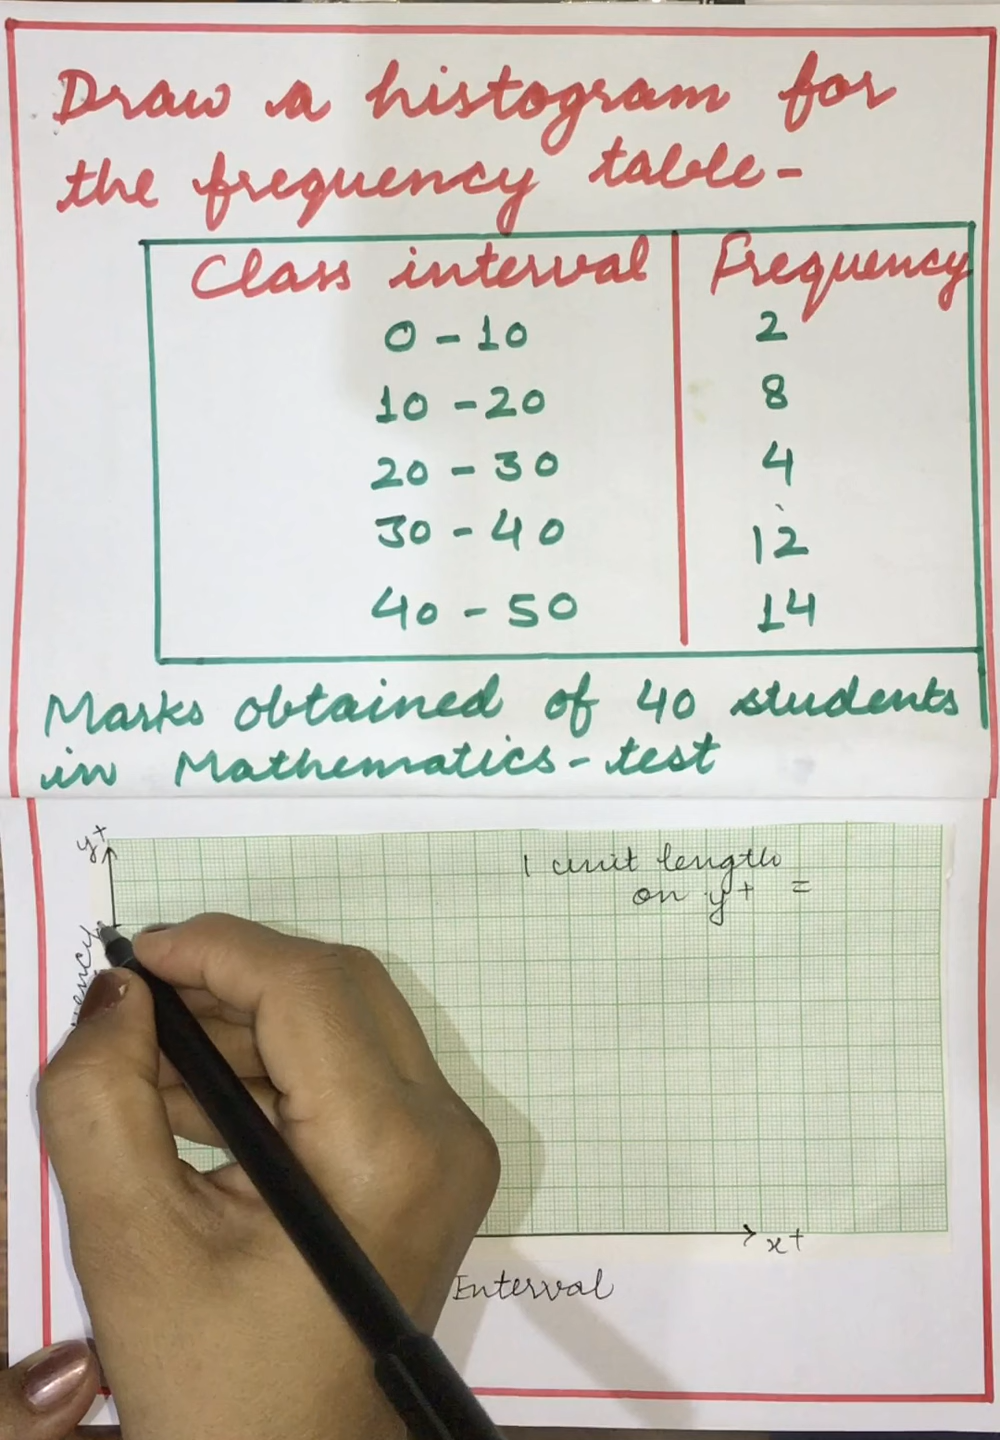 Draw a histogram for
the frequency table-
Class interval Frequency
0 - 10 2
10 - 20 8
20 - 30 4
30 - 40 12
40 - 50 14
Marks obtained of 40 students
in Mathematics-test
y+
1 unit length
on y+ =
x+
Interval